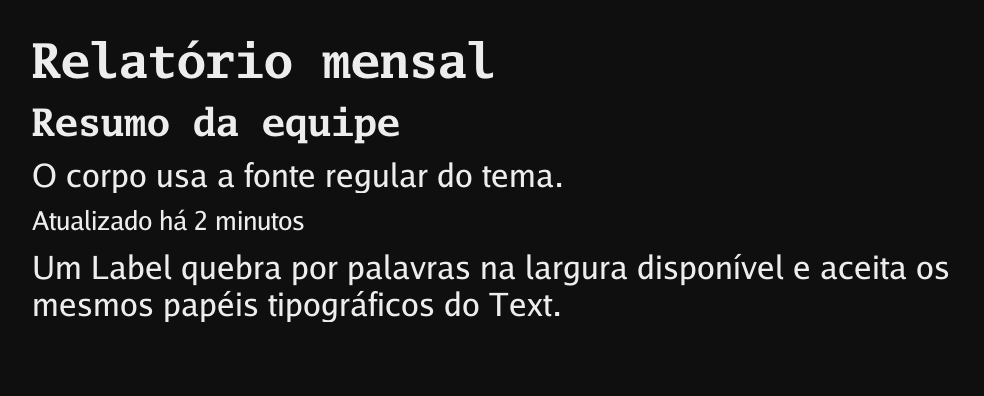 Relatório mensal
Resumo da equipe
O corpo usa a fonte regular do tema.
Atualizado há 2 minutos
Um Label quebra por palavras na largura disponível e aceita os
mesmos papéis tipográficos do Text.